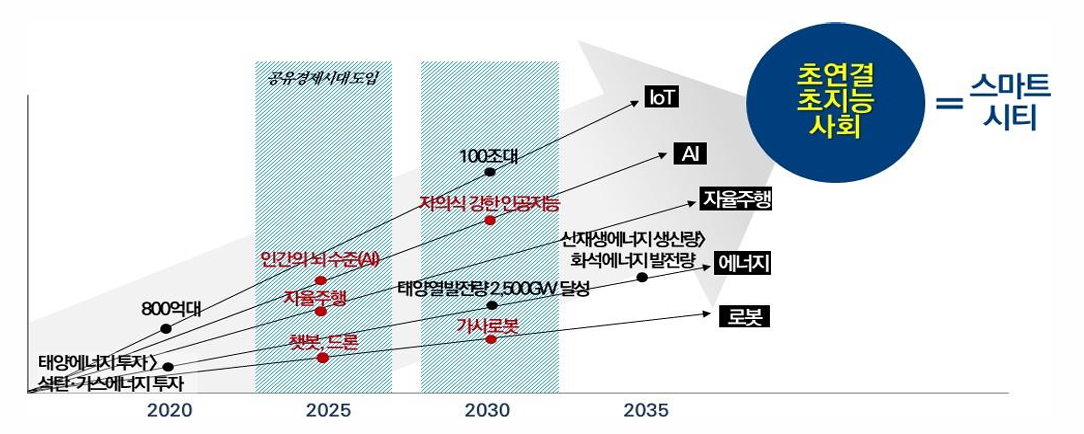 공유경제시대 도입
초연결
초지능
사회
=
스마트
시티
IoT
100조대
AI
자의식 강한 인공지능
자율주행
신재생에너지 생산량>
화석에너지 발전량
에너지
인간의 뇌 수준(AI)
태양열발전량 2,500GW 달성
자율주행
800억대
가사로봇
로봇
챗봇, 드론
태양에너지 투자 >
석탄·가스에너지 투자
2020
2025
2030
2035